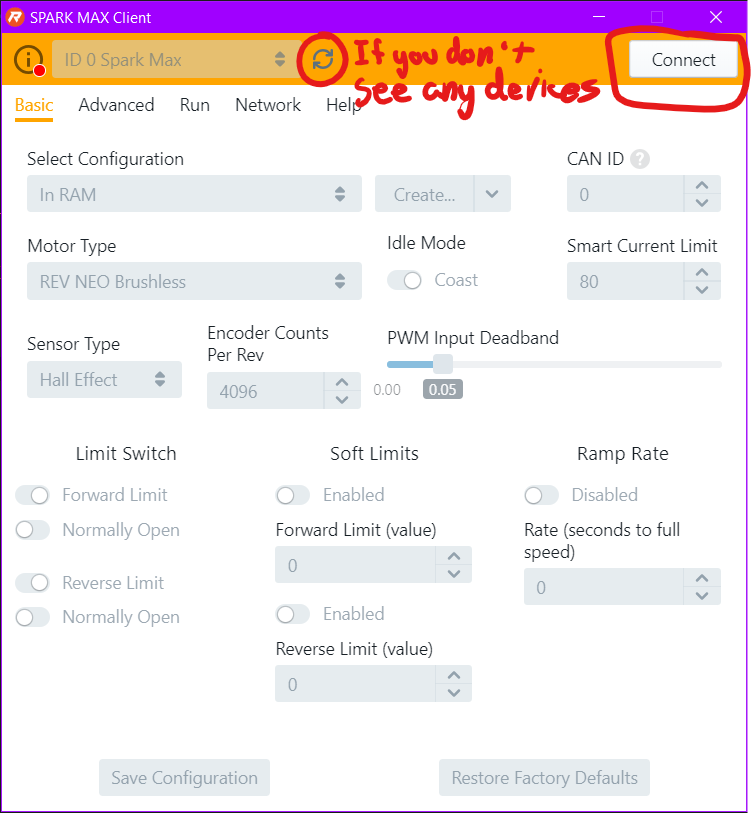 SPARK MAX Client
ID 0 Spark Max
If you don't
see any devices
Connect
Basic Advanced Run Network Help
Select Configuration
CAN ID ?
In RAM
Create...
0
Motor Type
Idle Mode
Smart Current Limit
REV NEO Brushless
Coast
80
Sensor Type
Encoder Counts
Per Rev
PWM Input Deadband
Hall Effect
4096
0.00 0.05
Limit Switch
Soft Limits
Ramp Rate
Forward Limit
Enabled
Disabled
Normally Open
Forward Limit (value)
Rate (seconds to full
speed)
0
0
Reverse Limit
Normally Open
Enabled
Reverse Limit (value)
0
Save Configuration
Restore Factory Defaults